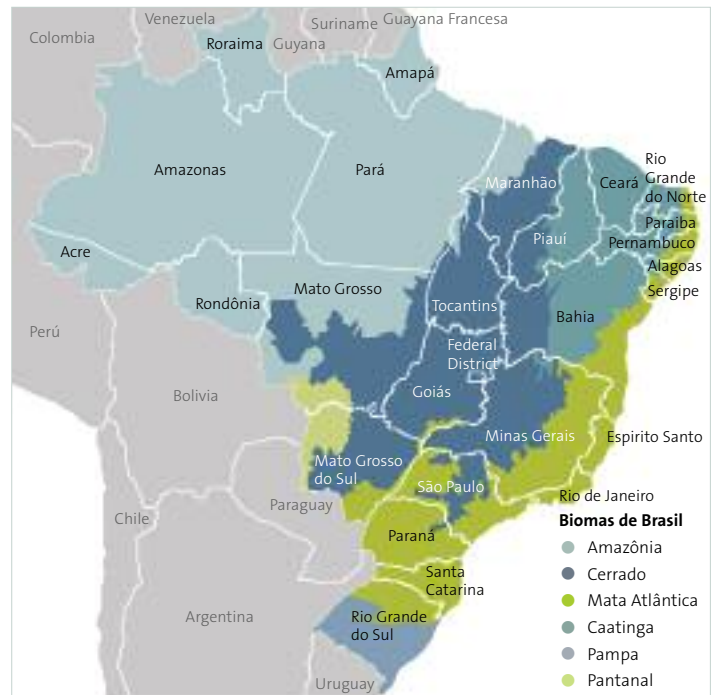 Venezuela
Suriname
Guayana Francesa
Colombia
Roraima
Guyana
Amapá
Amazonas
Pará
Maranhão
Ceará
Rio
Grande
do Norte
Paraiba
Piauí
Pernambuco
Acre
Alagoas
Mato Grosso
Sergipe
Rondônia
Tocantins
Bahia
Perú
Federal
District
Bolivia
Goiás
Minas Gerais
Espirito Santo
Mato Grosso
do Sul
São Paulo
Rio de Janeiro
Paraguay
Chile
Paraná
Santa
Catarina
Argentina
Rio Grande
do Sul
Uruguay
Biomas de Brasil
Amazônia
Cerrado
Mata Atlântica
Caatinga
Pampa
Pantanal